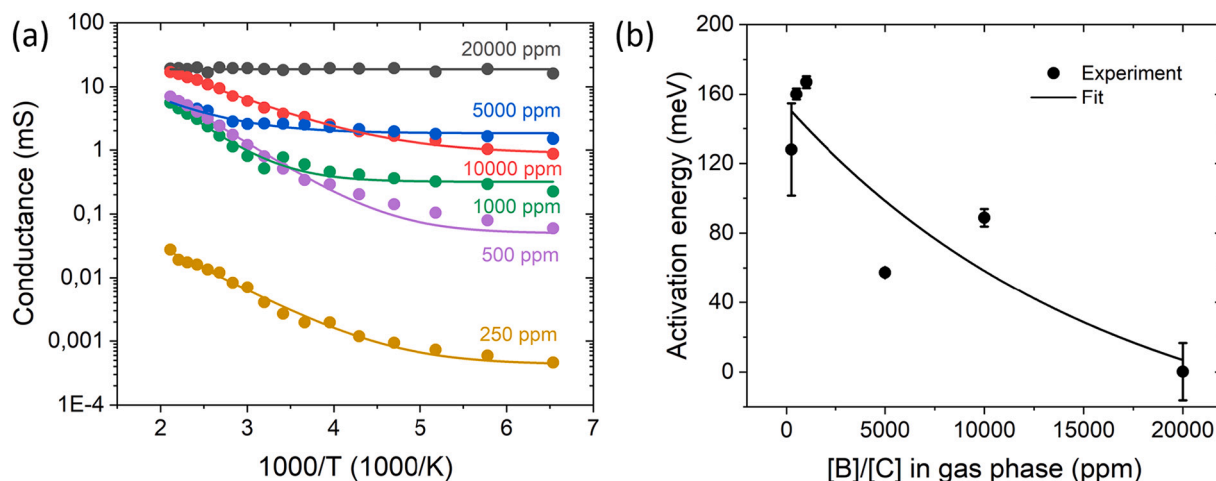 (a)
Conductance (mS)
100
10
1
0,1
0,01
0,001
1E-4
20000 ppm
5000 ppm
10000 ppm
1000 ppm
500 ppm
250 ppm
2 3 4 5 6 7
1000/T (1000/K)
(b)
Activation energy (meV)
200
160
120
80
40
0
Experiment
Fit
0 5000 10000 15000 20000
[B]/[C] in gas phase (ppm)